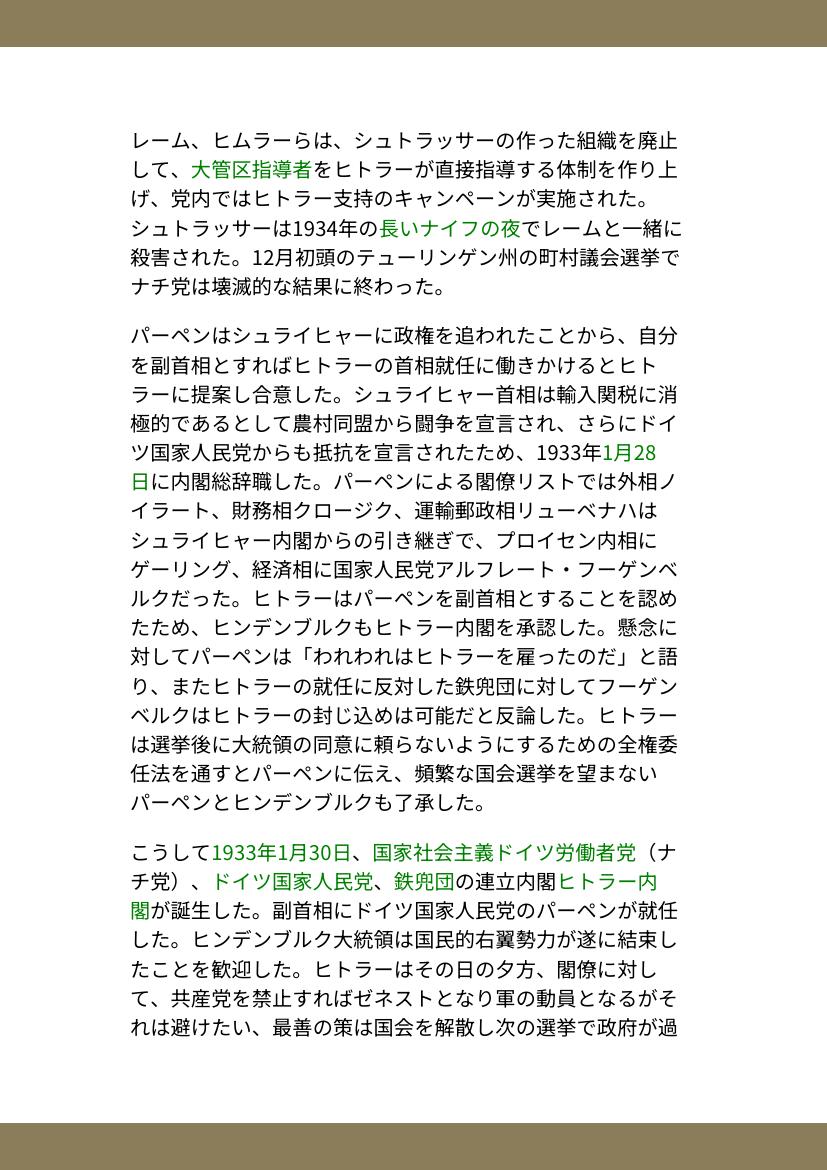 レーム、ヒムラーらは、シュトラッサーの作った組織を廃止
して、大管区指導者をヒトラーが直接指導する体制を作り上
げ、党内ではヒトラー支持のキャンペーンが実施された。
シュトラッサーは1934年の長いナイフの夜でレームと一緒に
殺害された。12月初頭のテューリンゲン州の町村議会選挙で
ナチ党は壊滅的な結果に終わった。
パーペンはシュライヒャーに政権を追われたことから、自分
を副首相とすればヒトラーの首相就任に働きかけるとヒト
ラーに提案し合意した。シュライヒャー首相は輸入関税に消
極的であるとして農村同盟から闘争を宣言され、さらにドイ
ツ国家人民党からも抵抗を宣言されたため、1933年1月28
日に内閣総辞職した。パーペンによる閣僚リストでは外相ノ
イラート、財務相クロージク、運輸郵政相リューベナハは
シュライヒャー内閣からの引き継ぎで、プロイセン内相に
ゲーリング、経済相に国家人民党アルフレート・フーゲンベ
ルクだった。ヒトラーはパーペンを副首相とすることを認め
たため、ヒンデンブルクもヒトラー内閣を承認した。懸念に
対してパーペンは「われわれはヒトラーを雇ったのだ」と語
り、またヒトラーの就任に反対した鉄兜団に対してフーゲン
ベルクはヒトラーの封じ込めは可能だと反論した。ヒトラー
は選挙後に大統領の同意に頼らないようにするための全権委
任法を通すとパーペンに伝え、頻繁な国会選挙を望まない
パーペンとヒンデンブルクも了承した。
こうして1933年1月30日、国家社会主義ドイツ労働者党（ナ
チ党）、ドイツ国家人民党、鉄兜団の連立内閣ヒトラー内
閣が誕生した。副首相にドイツ国家人民党のパーペンが就任
した。ヒンデンブルク大統領は国民的右翼勢力が遂に結束し
たことを歓迎した。ヒトラーはその日の夕方、閣僚に対し
て、共産党を禁止すればゼネストとなり軍の動員となるがそ
れは避けたい、最善の策は国会を解散し次の選挙で政府が過